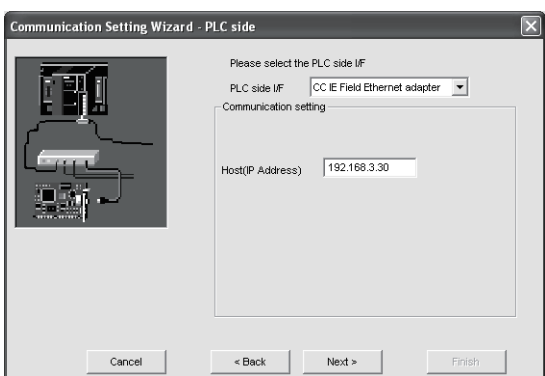 Communication Setting Wizard - PLC side
Please select the PLC side I/F
PLC side I/F CC IE Field Ethernet adapter
Communication setting
Host(IP Address) 192.168.3.30
Cancel < Back Next > Finish